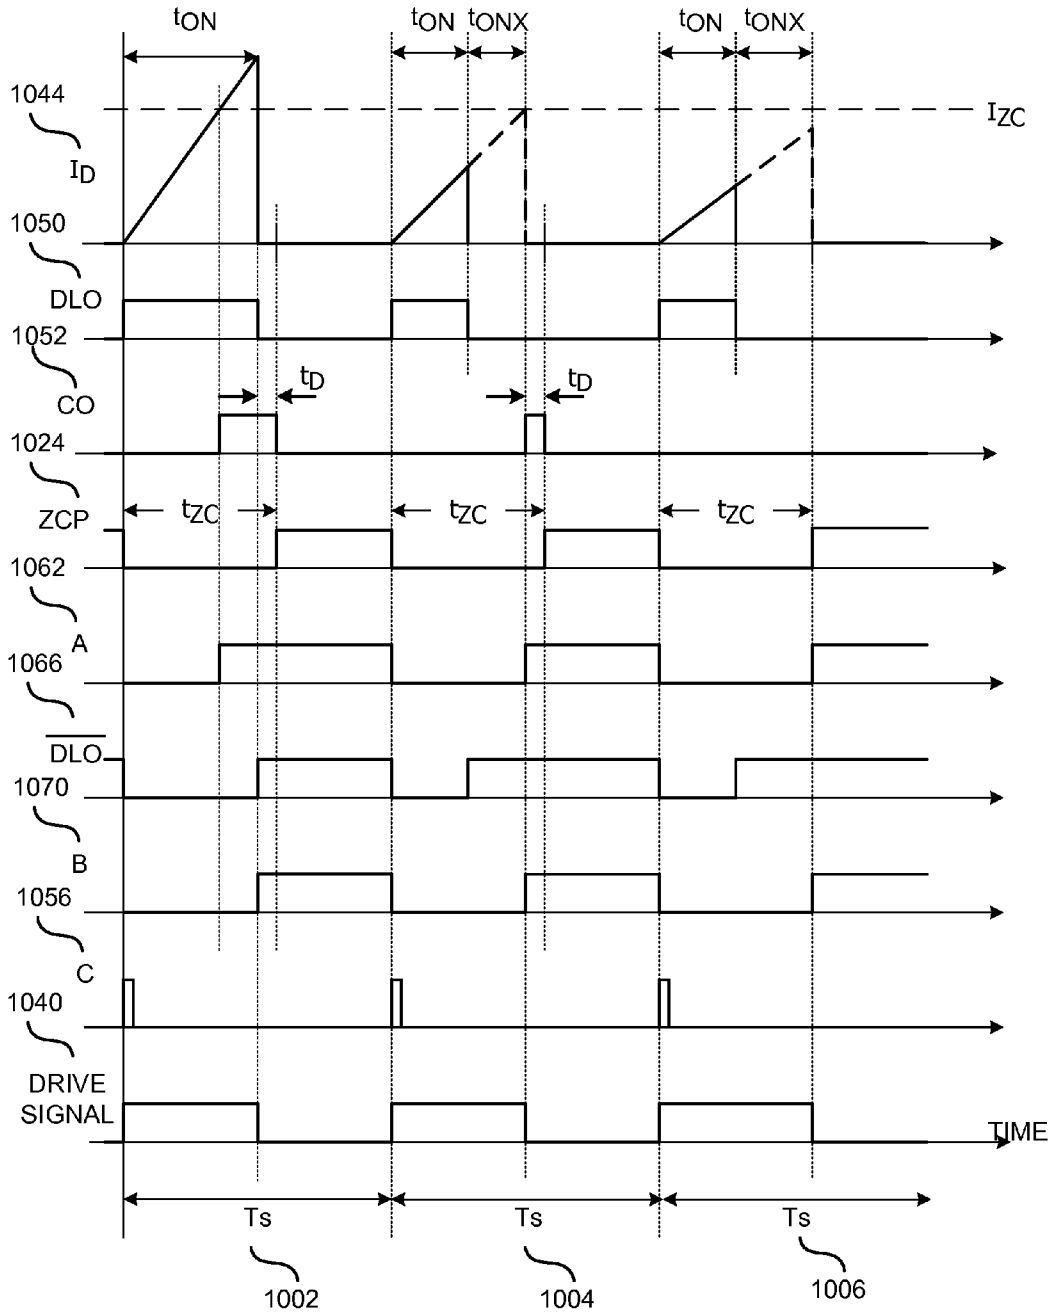 tON
tON
tONX
tON
tONX
1044
IZC
ID
1050
DLO
1052
tD
tD
CO
1024
ZCP
tZC
tZC
tZC
1062
A
1066
DLO
1070
B
1056
C
1040
DRIVE
SIGNAL
TIME
Ts
Ts
Ts
1002
1004
1006